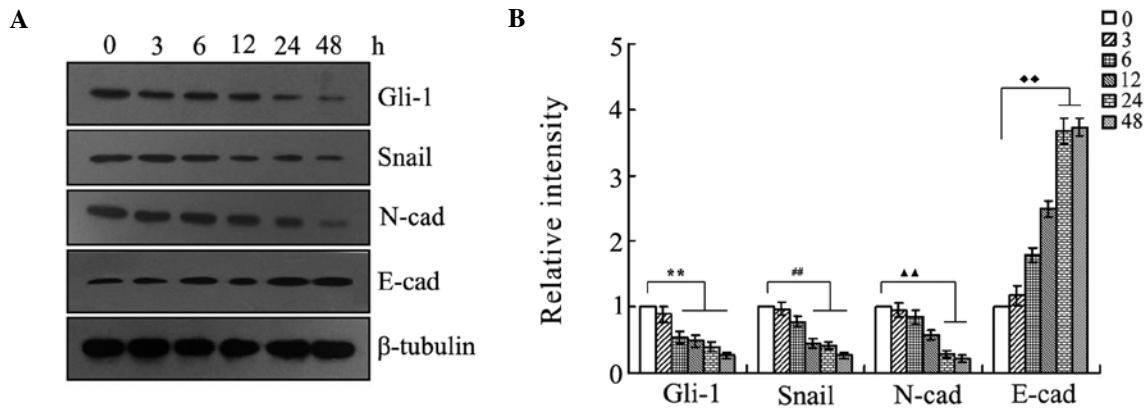 A
0 3 6 12 24 48 h
Gli-1
Snail
N-cad
E-cad
β-tubulin
B
0
3
6
12
24
48
Relative intensity
5
4
3
2
1
0
**
##
▲▲
◆◆
Gli-1 Snail N-cad E-cad